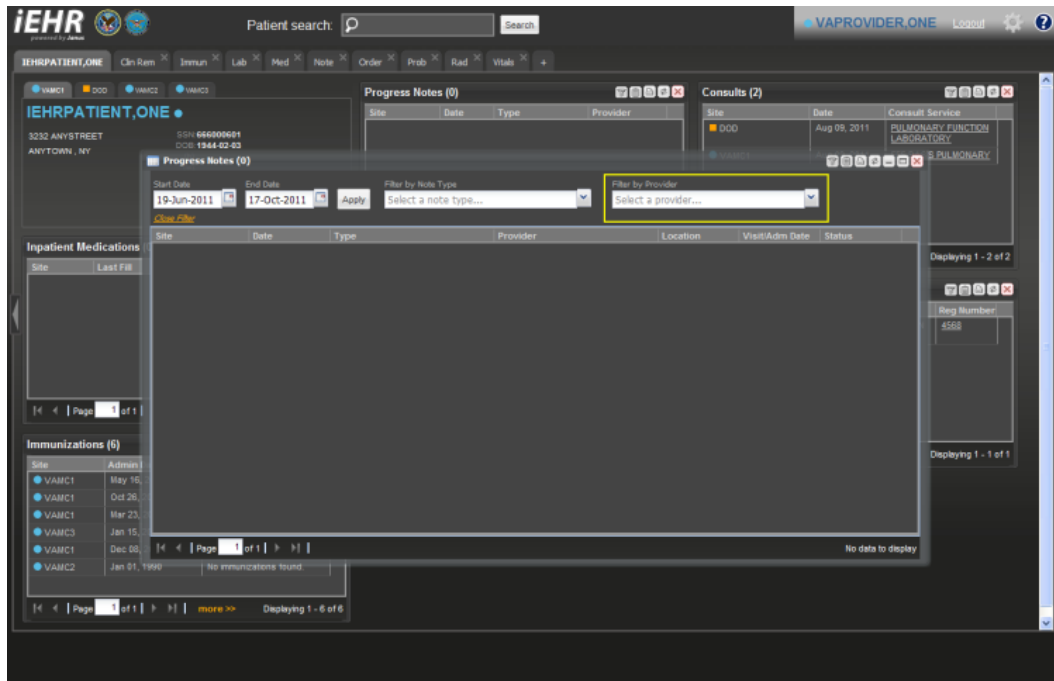 iEHR
powered by Janus
Patient search:
Search
VAPROVIDER,ONE
Logout
?
IEHRPATIENT,ONE
Clin Rem
Immun
Lab
Med
Note
Order
Prob
Rad
Vitals
+
VAMC1
DOD
VAMC2
VAMC3
IEHRPATIENT,ONE
3232 ANYSTREET
ANYTOWN , NY
SSN:666000601
DOB:1944-02-03
Progress Notes (0)
Site Date Type Provider
Consults (2)
Site Date Consult Service
DOD Aug 09, 2011 PULMONARY FUNCTION
LABORATORY
VAMC1
PULMONARY
Displaying 1 - 2 of 2
Progress Notes (0)
Start Date
End Date
Filter by Note Type
Filter by Provider
19-Jun-2011
17-Oct-2011
Apply
Select a note type...
Select a provider...
Close Filter
Site Date Type Provider Location Visit/Adm Date Status
Page 1 of 1
No data to display
Inpatient Medications
Site Last Fill
Page 1 of 1
Reg Number
4568
Displaying 1 - 1 of 1
Immunizations (6)
Site Admin
VAMC1 May 16,
VAMC1 Oct 26,
VAMC1 Mar 23,
VAMC3 Jan 15,
VAMC1 Dec 08,
VAMC2 Jan 01, 1990 No immunizations found.
Page 1 of 1
more >>
Displaying 1 - 6 of 6